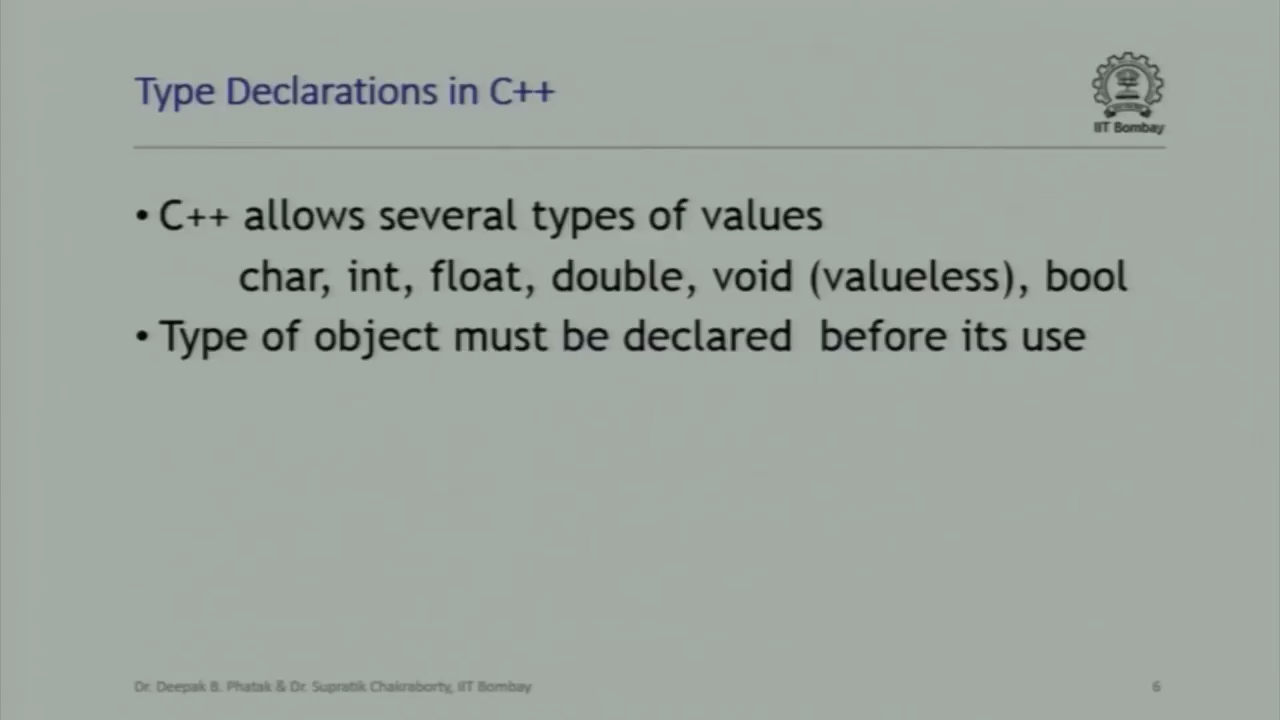 Type Declarations in C++
IIT Bombay
• C++ allows several types of values
char, int, float, double, void (valueless), bool
• Type of object must be declared before its use
Dr. Deepak B. Phatak & Dr. Supratik Chakraborty, IIT Bombay
6